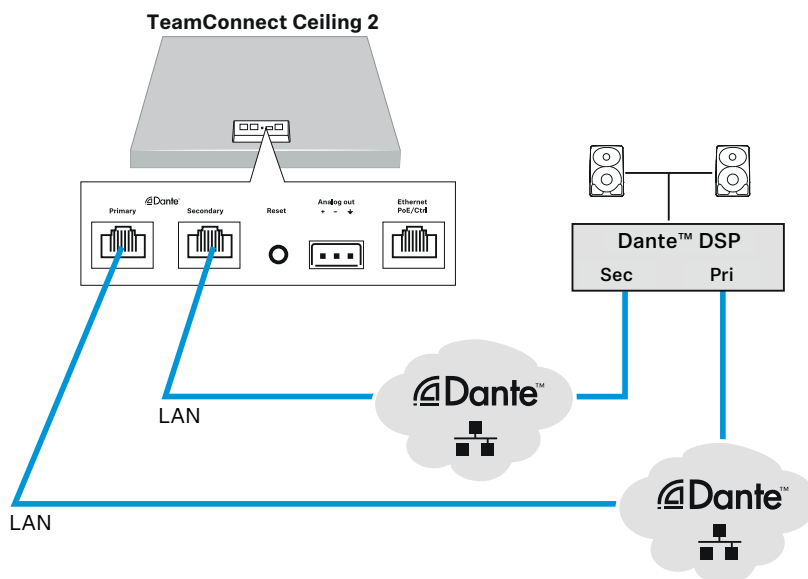 TeamConnect Ceiling 2
Dante™
Primary
Secondary
Reset
Analog out
+ –
Ethernet
PoE/Ctrl
Dante™ DSP
Sec
Pri
Dante™
LAN
Dante™
LAN